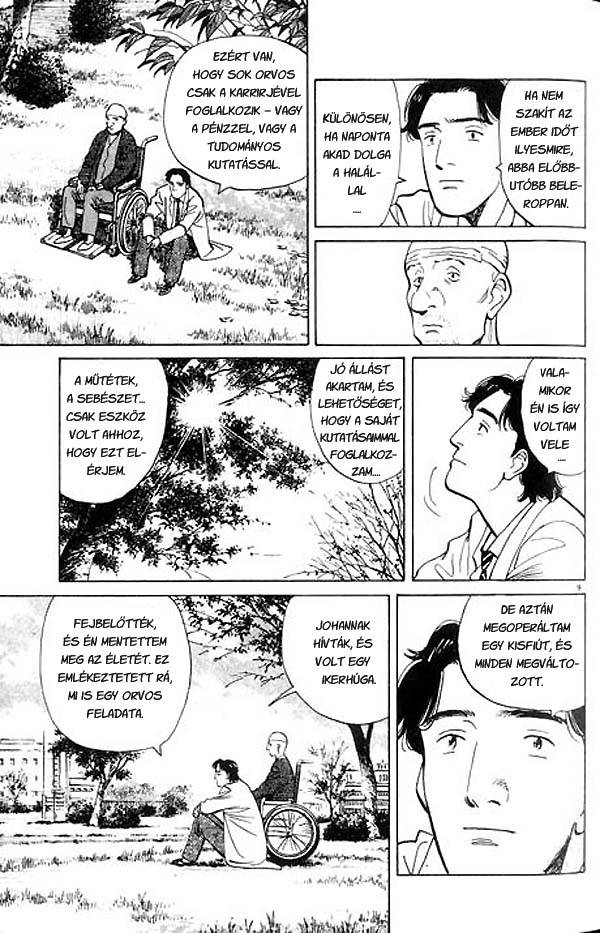 HA NEM
SZAKÍT AZ
EMBER IDŐT
ILYESMIRE,
ABBA ELŐBB-
UTÓBB BELE-
ROPPAN.
KÜLÖNÖSEN,
HA NAPONTA
AKAD DOLGA
A HALÁL-
LAL
....
EZÉRT VAN,
HOGY SOK ORVOS
CSAK A KARRIRJÉVEL
FOGLALKOZIK – VAGY
A PÉNZZEL, VAGY A
TUDOMÁNYOS
KUTATÁSSAL.
VALA-
MIKOR
ÉN IS ÍGY
VOLTAM
VELE
....
JÓ ÁLLÁST
AKARTAM, ÉS
LEHETŐSÉGET,
HOGY A SAJÁT
KUTATÁSAIMMAL
FOGLALKOZ-
ZAM....
A MŰTÉTEK,
A SEBÉSZET...
CSAK ESZKÖZ
VOLT AHHOZ,
HOGY EZT EL-
ÉRJEM.
9
DE AZTÁN
MEGOPERÁLTAM
EGY KISFIÚT, ÉS
MINDEN MEGVÁLTO-
ZOTT.
JOHANNAK
HÍVTÁK, ÉS
VOLT EGY
IKERHÚGA.
FEJBELŐTTÉK,
ÉS ÉN MENTETTEM
MEG AZ ÉLETÉT. EZ
EMLÉKEZTETETT RÁ,
MI IS EGY ORVOS
FELADATA.